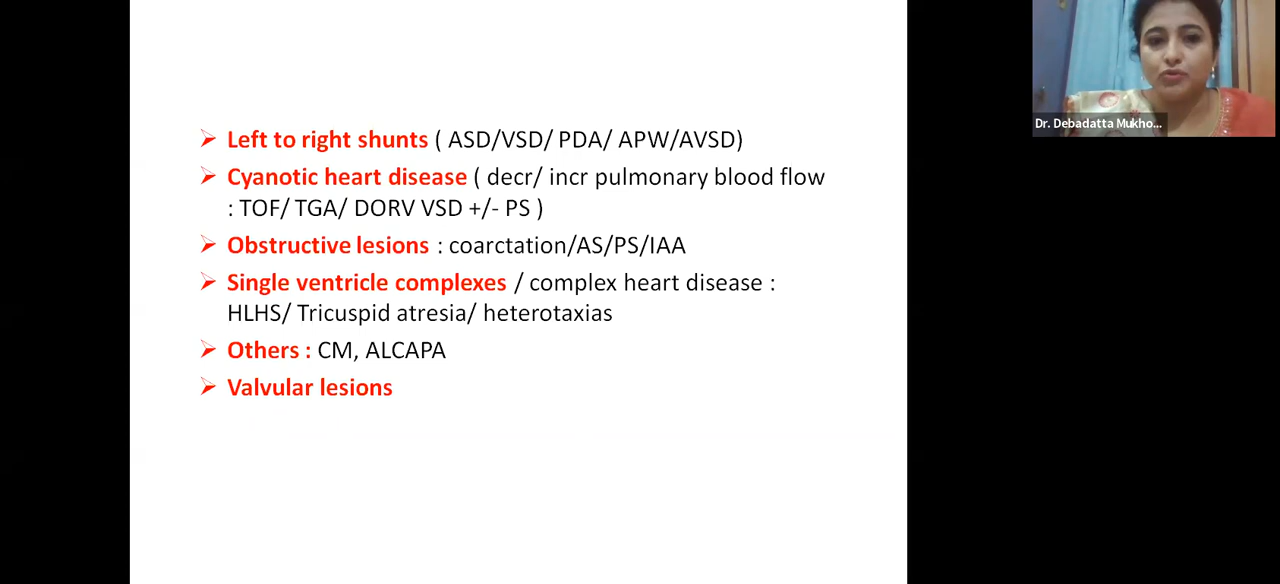 Left to right shunts ( ASD/VSD/ PDA/ APW/AVSD)
Cyanotic heart disease ( decr/ incr pulmonary blood flow
: TOF/ TGA/ DORV VSD +/- PS )
Obstructive lesions : coarctation/AS/PS/IAA
Single ventricle complexes / complex heart disease :
HLHS/ Tricuspid atresia/ heterotaxias
Others : CM, ALCAPA
Valvular lesions
Dr. Debadatta Mukho...